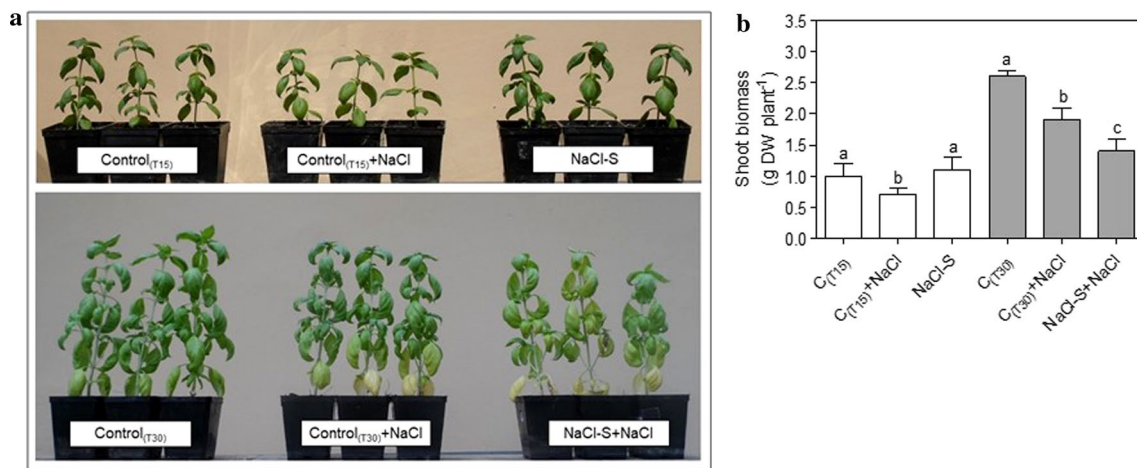 a
Control(T15)
Control(T15)+NaCl
NaCl-S
Control(T30)
Control(T30)+NaCl
NaCl-S+NaCl
b
Shoot biomass
(g DW plant-1)
3.5
3.0
2.5
2.0
1.5
1.0
0.5
0.0
a
b
a
a
b
c
C(T15)
C(T15)+NaCl
NaCl-S
C(T30)
C(T30)+NaCl
NaCl-S+NaCl